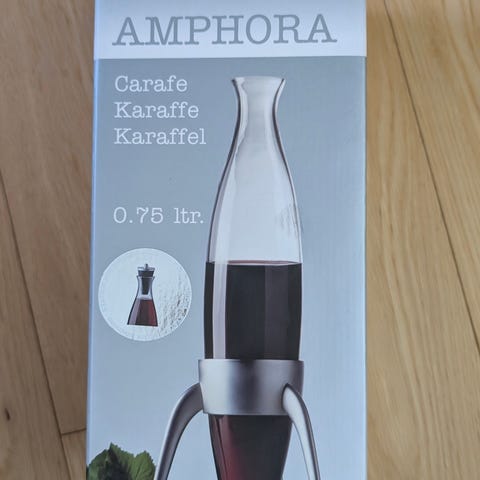 AMPHORA
Carafe
Karaffe
Karaffel
0.75 ltr.